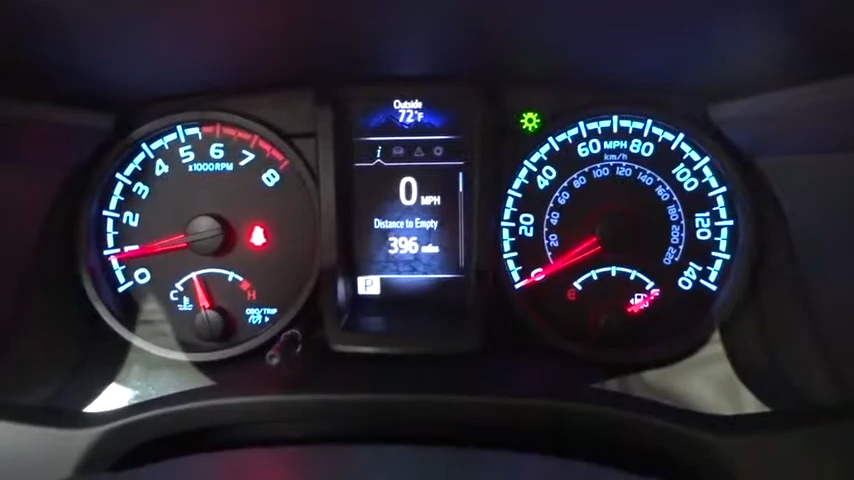 Outside
72°F
i
0 MPH
Distance to Empty
396 miles
P
0
1
2
3
4
5
6
7
8
x1000RPM
C
H
ODO/TRIP
0
20
40
60
MPH
80
100
120
140
km/h
20
40
60
80
100
120
140
160
180
200
220
E